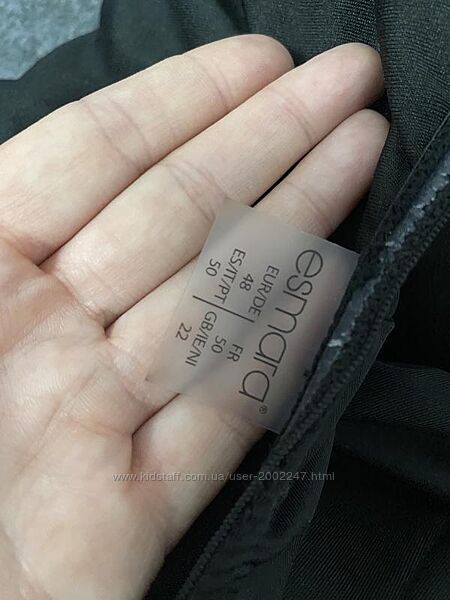 esmara®
EUR/DE | FR
48 | 50
ES/IT/PT | GB/IE/NI
50 | 22
www.kidstaff.com.ua/user-2002247.html